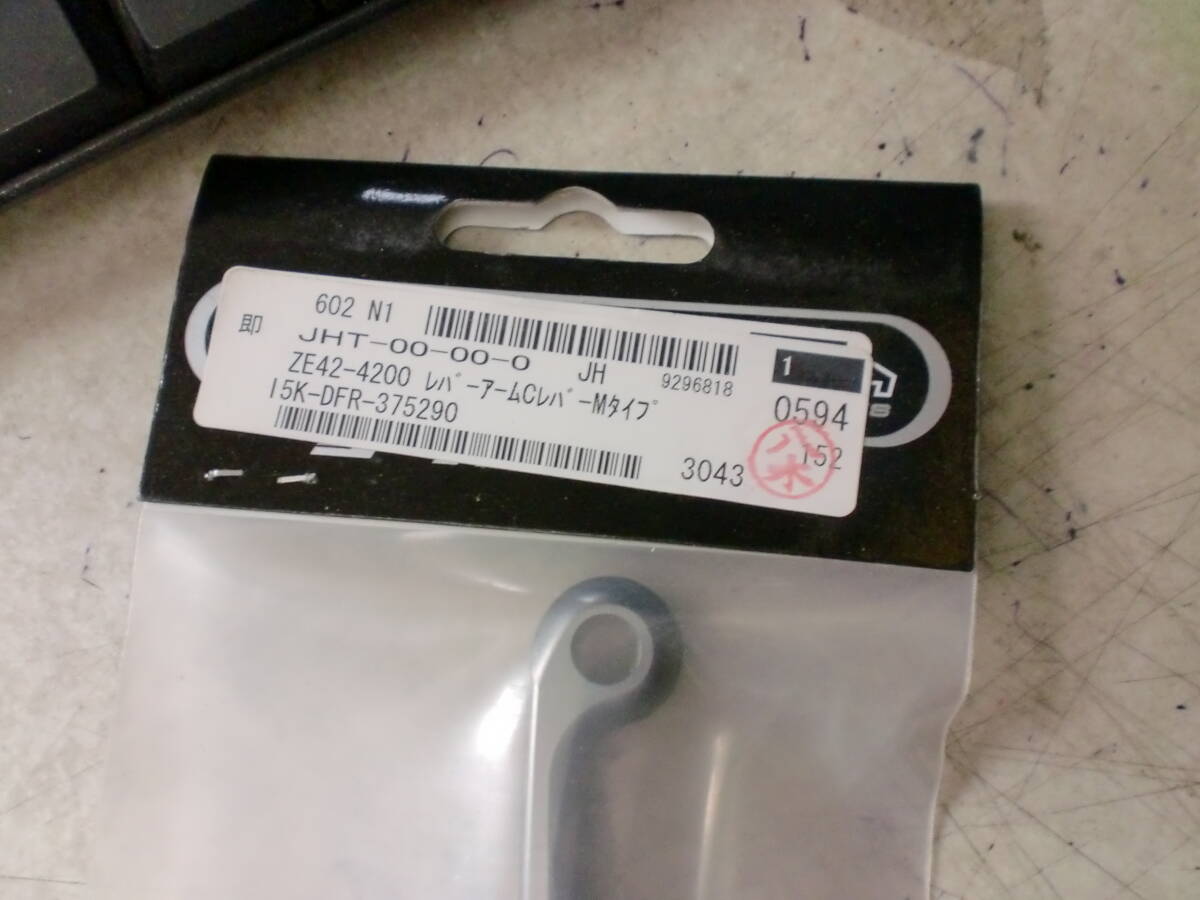 602 N1
即
JHT-00-00-0
JH
9296818
1
ZE42-4200 ﾚﾊﾞｰｱｰﾑCﾚﾊﾞｰMﾀｲﾌﾟ
0594
I5K-DFR-375290
152
3043
八木